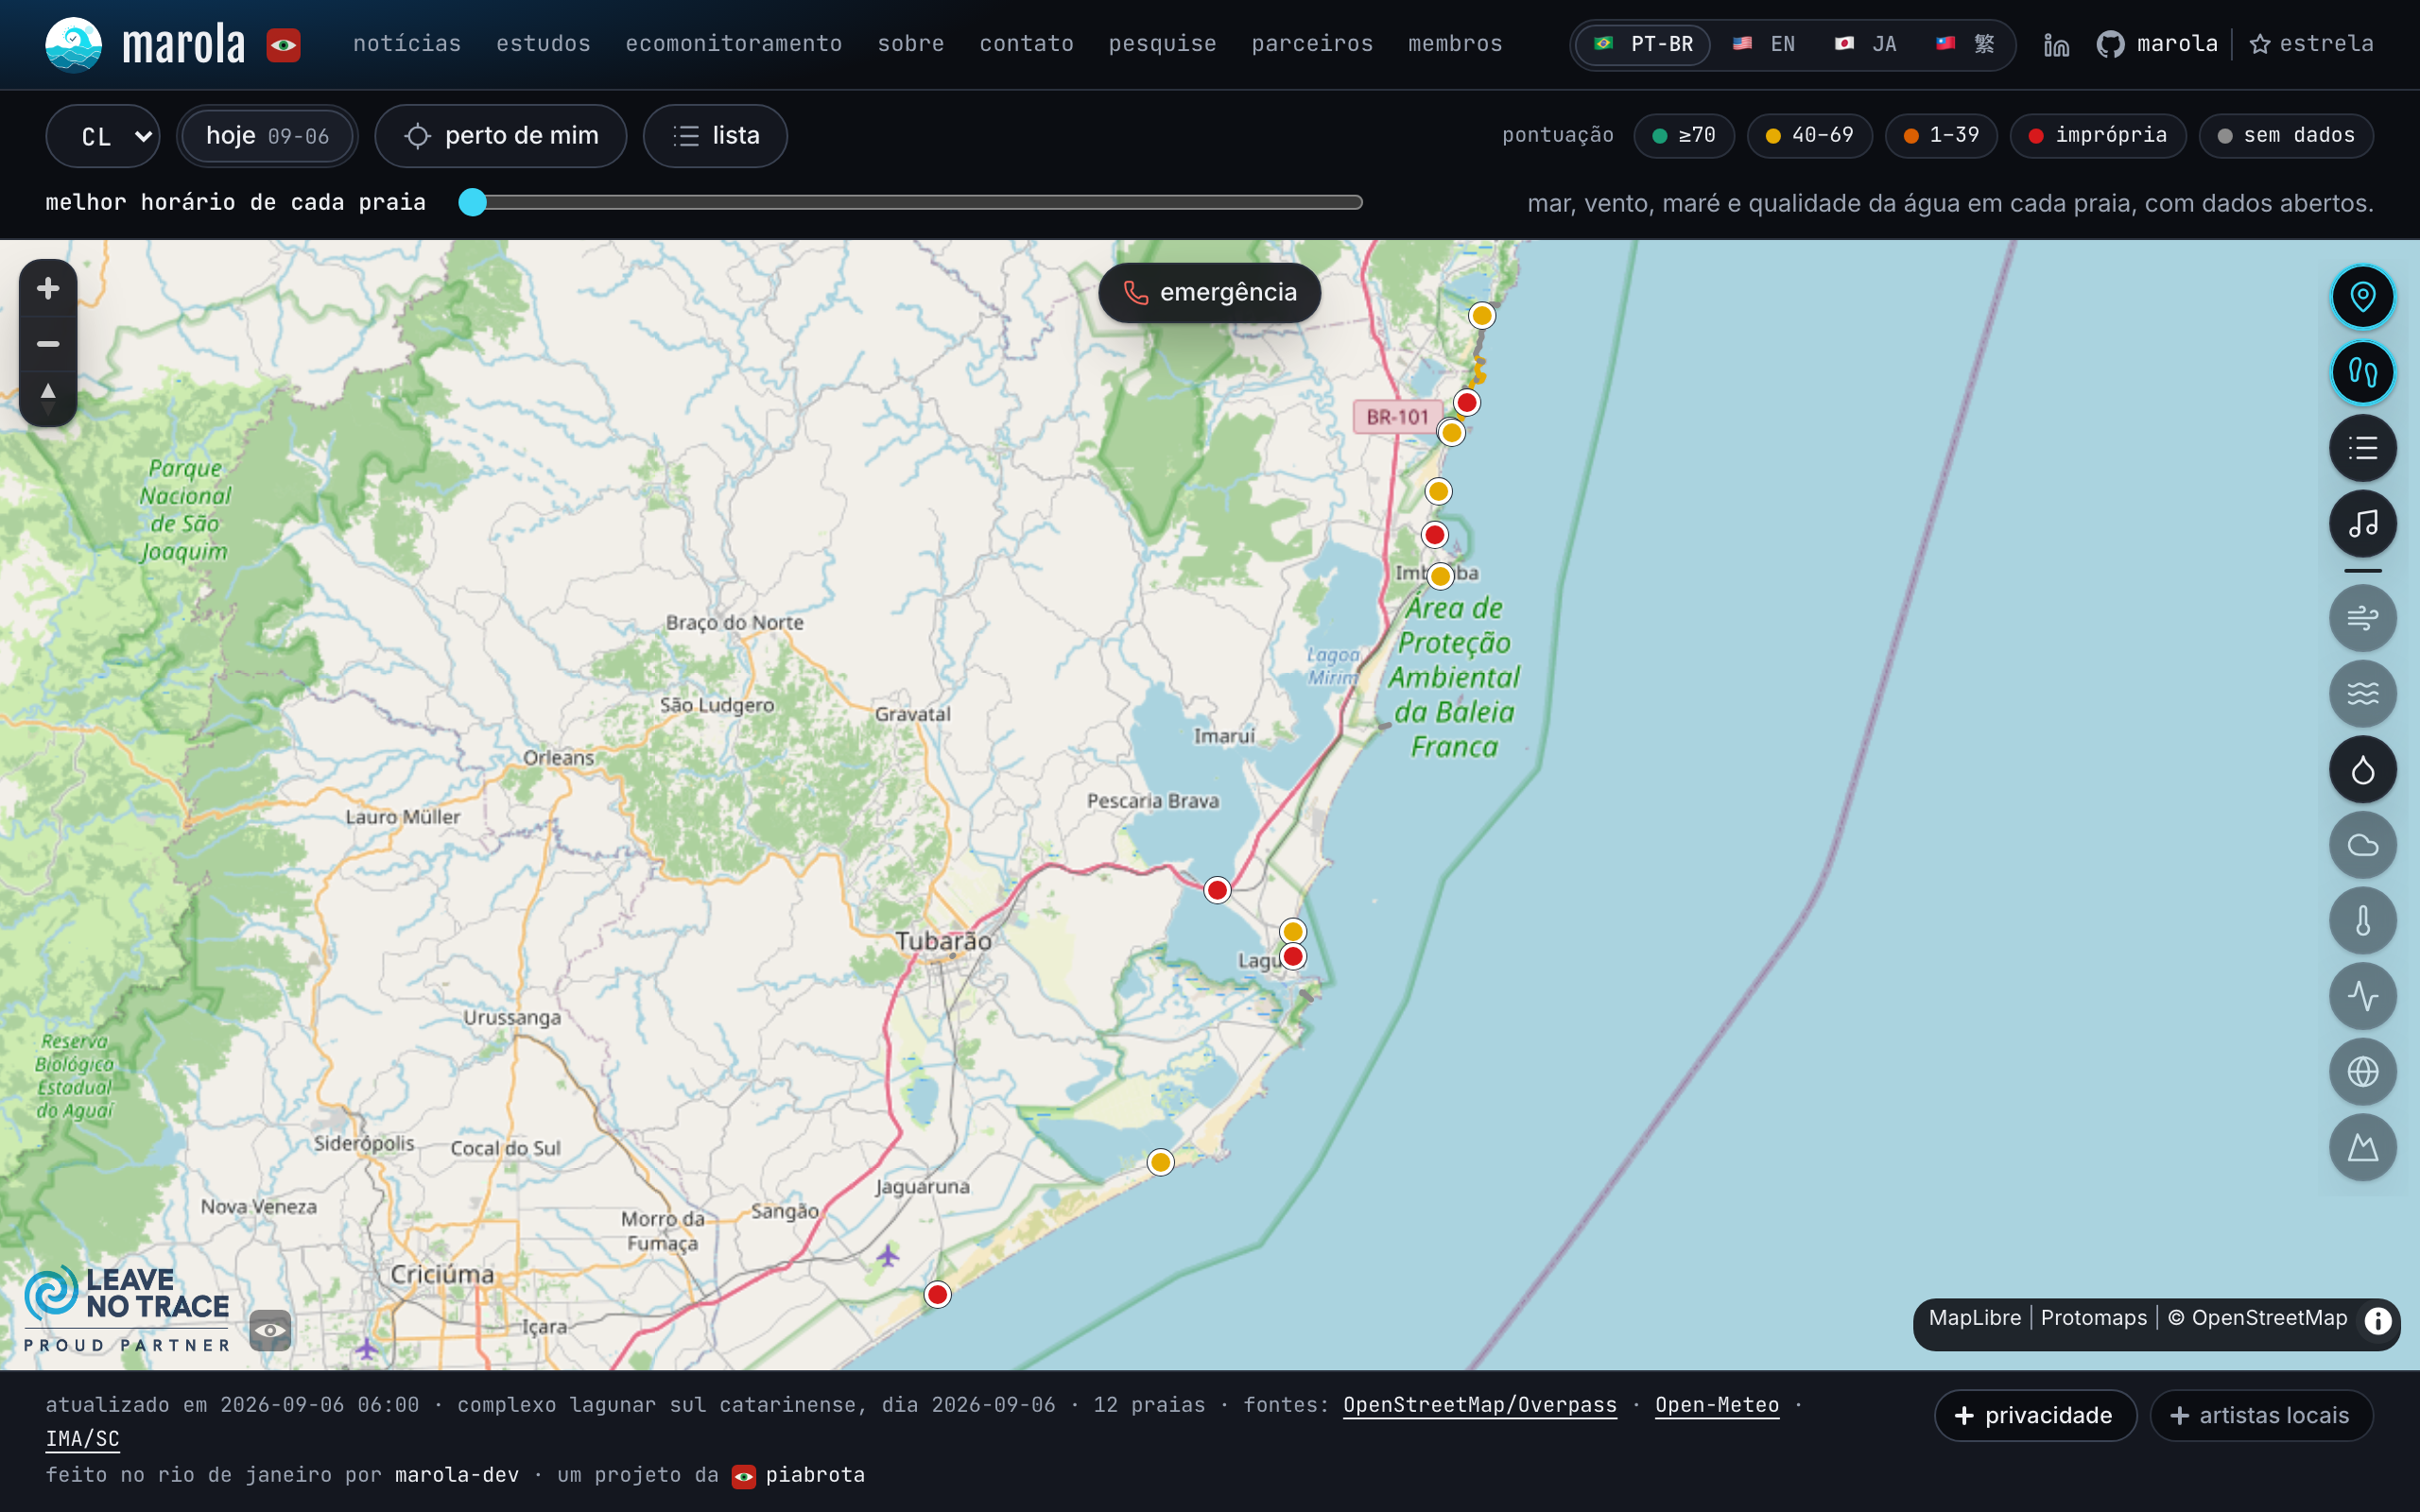 marola
notícias estudos ecomonitoramento sobre contato pesquise parceiros membros
PT-BR EN JA 繁
marola estrela
CL hoje 09-06 perto de mim lista
pontuação ≥70 40–69 1–39 imprópria sem dados
melhor horário de cada praia
mar, vento, maré e qualidade da água em cada praia, com dados abertos.
emergência
BR-101
Parque
Nacional
de São
Joaquim
Área de
Proteção
Ambiental
da Baleia
Franca
Braço do Norte
Lagoa
Mirim
São Ludgero
Gravatal
Imaruí
Orleans
Pescaria Brava
Lauro Müller
Tubarão
Urussanga
Reserva
Biológica
Estadual
do Aguaí
Siderópolis
Cocal do Sul
Jaguaruna
Nova Veneza
Sangão
Morro da
Fumaça
Criciúma
Içara
LEAVE
NO TRACE
PROUD PARTNER
MapLibre | Protomaps | © OpenStreetMap
atualizado em 2026-09-06 06:00 · complexo lagunar sul catarinense, dia 2026-09-06 · 12 praias · fontes: OpenStreetMap/Overpass · Open-Meteo ·
IMA/SC
feito no rio de janeiro por marola-dev · um projeto da piabrota
privacidade
artistas locais